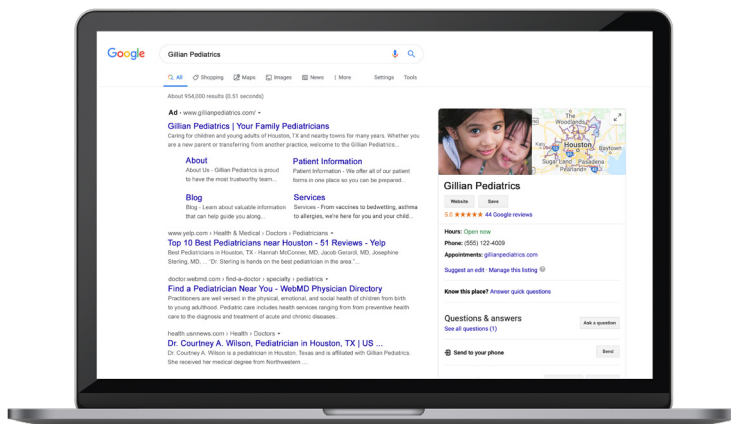 Google
Gillian Pediatrics
All Shopping Maps Images News More Settings Tools
About 954,000 results (0.51 seconds)
Ad · www.gillianpediatrics.com/
Gillian Pediatrics | Your Family Pediatricians
Caring for children and young adults of Houston, TX and nearby towns for many years. Whether you
are a new parent or transferring from another practice, welcome to the Gillian Pediatrics...
About
About Us - Gillian Pediatrics is proud
to have the most trustworthy team...
Patient Information
Patient Information - We offer all of our patient
forms in one place so you can be prepared...
Blog
Blog - Learn about valuable information
that can help guide you along...
Services
Services - From vaccines to bedwetting, asthma
to allergies, we're here for you and your child..
www.yelp.com › Health & Medical › Doctors › Pediatricians
Top 10 Best Pediatricians near Houston - 51 Reviews - Yelp
Best Pediatricians in Houston, TX - Hannah McConner, MD, Jacob Gerardi, MD, Josephine
Sterling, MD. ... "Dr. Sterling is hands on the best pediatrician in the area.".
doctor.webmd.com › find-a-doctor › specialty › pediatrics
Find a Pediatrician Near You - WebMD Physician Directory
Practitioners are well versed in the physical, emotional, and social health of children from birth
to young adulthood. Pediatric care includes health services ranging from from preventive health
care to the diagnosis and treatment of acute and chronic diseases..
health.usnews.com › Health › Doctors
Dr. Courtney A. Wilson, Pediatrician in Houston, TX | US ...
Dr. Courtney A. Wilson is a pediatrician in Houston, Texas and is affiliated with Gillian Pediatrics.
She received her medical degree from Northwestern ....
The
Woodlands
Katy
Houston
Baytown
Sugar Land
Pasadena
Pearland
Gillian Pediatrics
Website Save
5.0 ★★★★★ 44 Google reviews
Hours: Open now
Phone: (555) 122-4009
Appointments: gillianpediatrics.com
Suggest an edit · Manage this listing
Know this place? Answer quick questions
Questions & answers
See all questions (1)
Ask a question
Send to your phone
Send